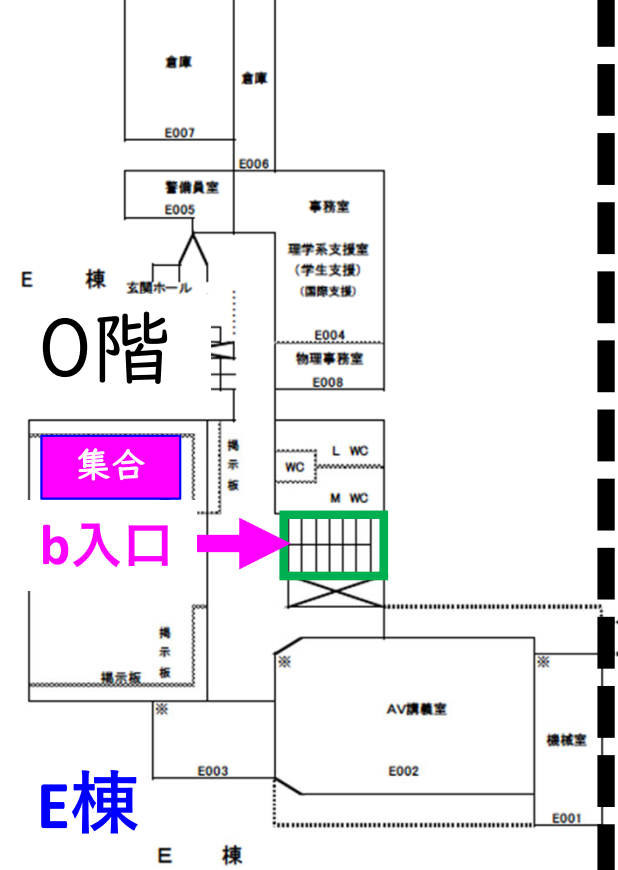 倉庫
倉庫
E007
E006
警備員室
E005
事務室
理学系支援室
(学生支援)
(国際支援)
E 棟
玄関ホール
0階
E004
物理事務室
E008
掲示板
集合
L WC
WC
M WC
b入口
掲示板
掲示板
※
※
※
AV講義室
機械室
E003
E002
E001
E棟
E 棟